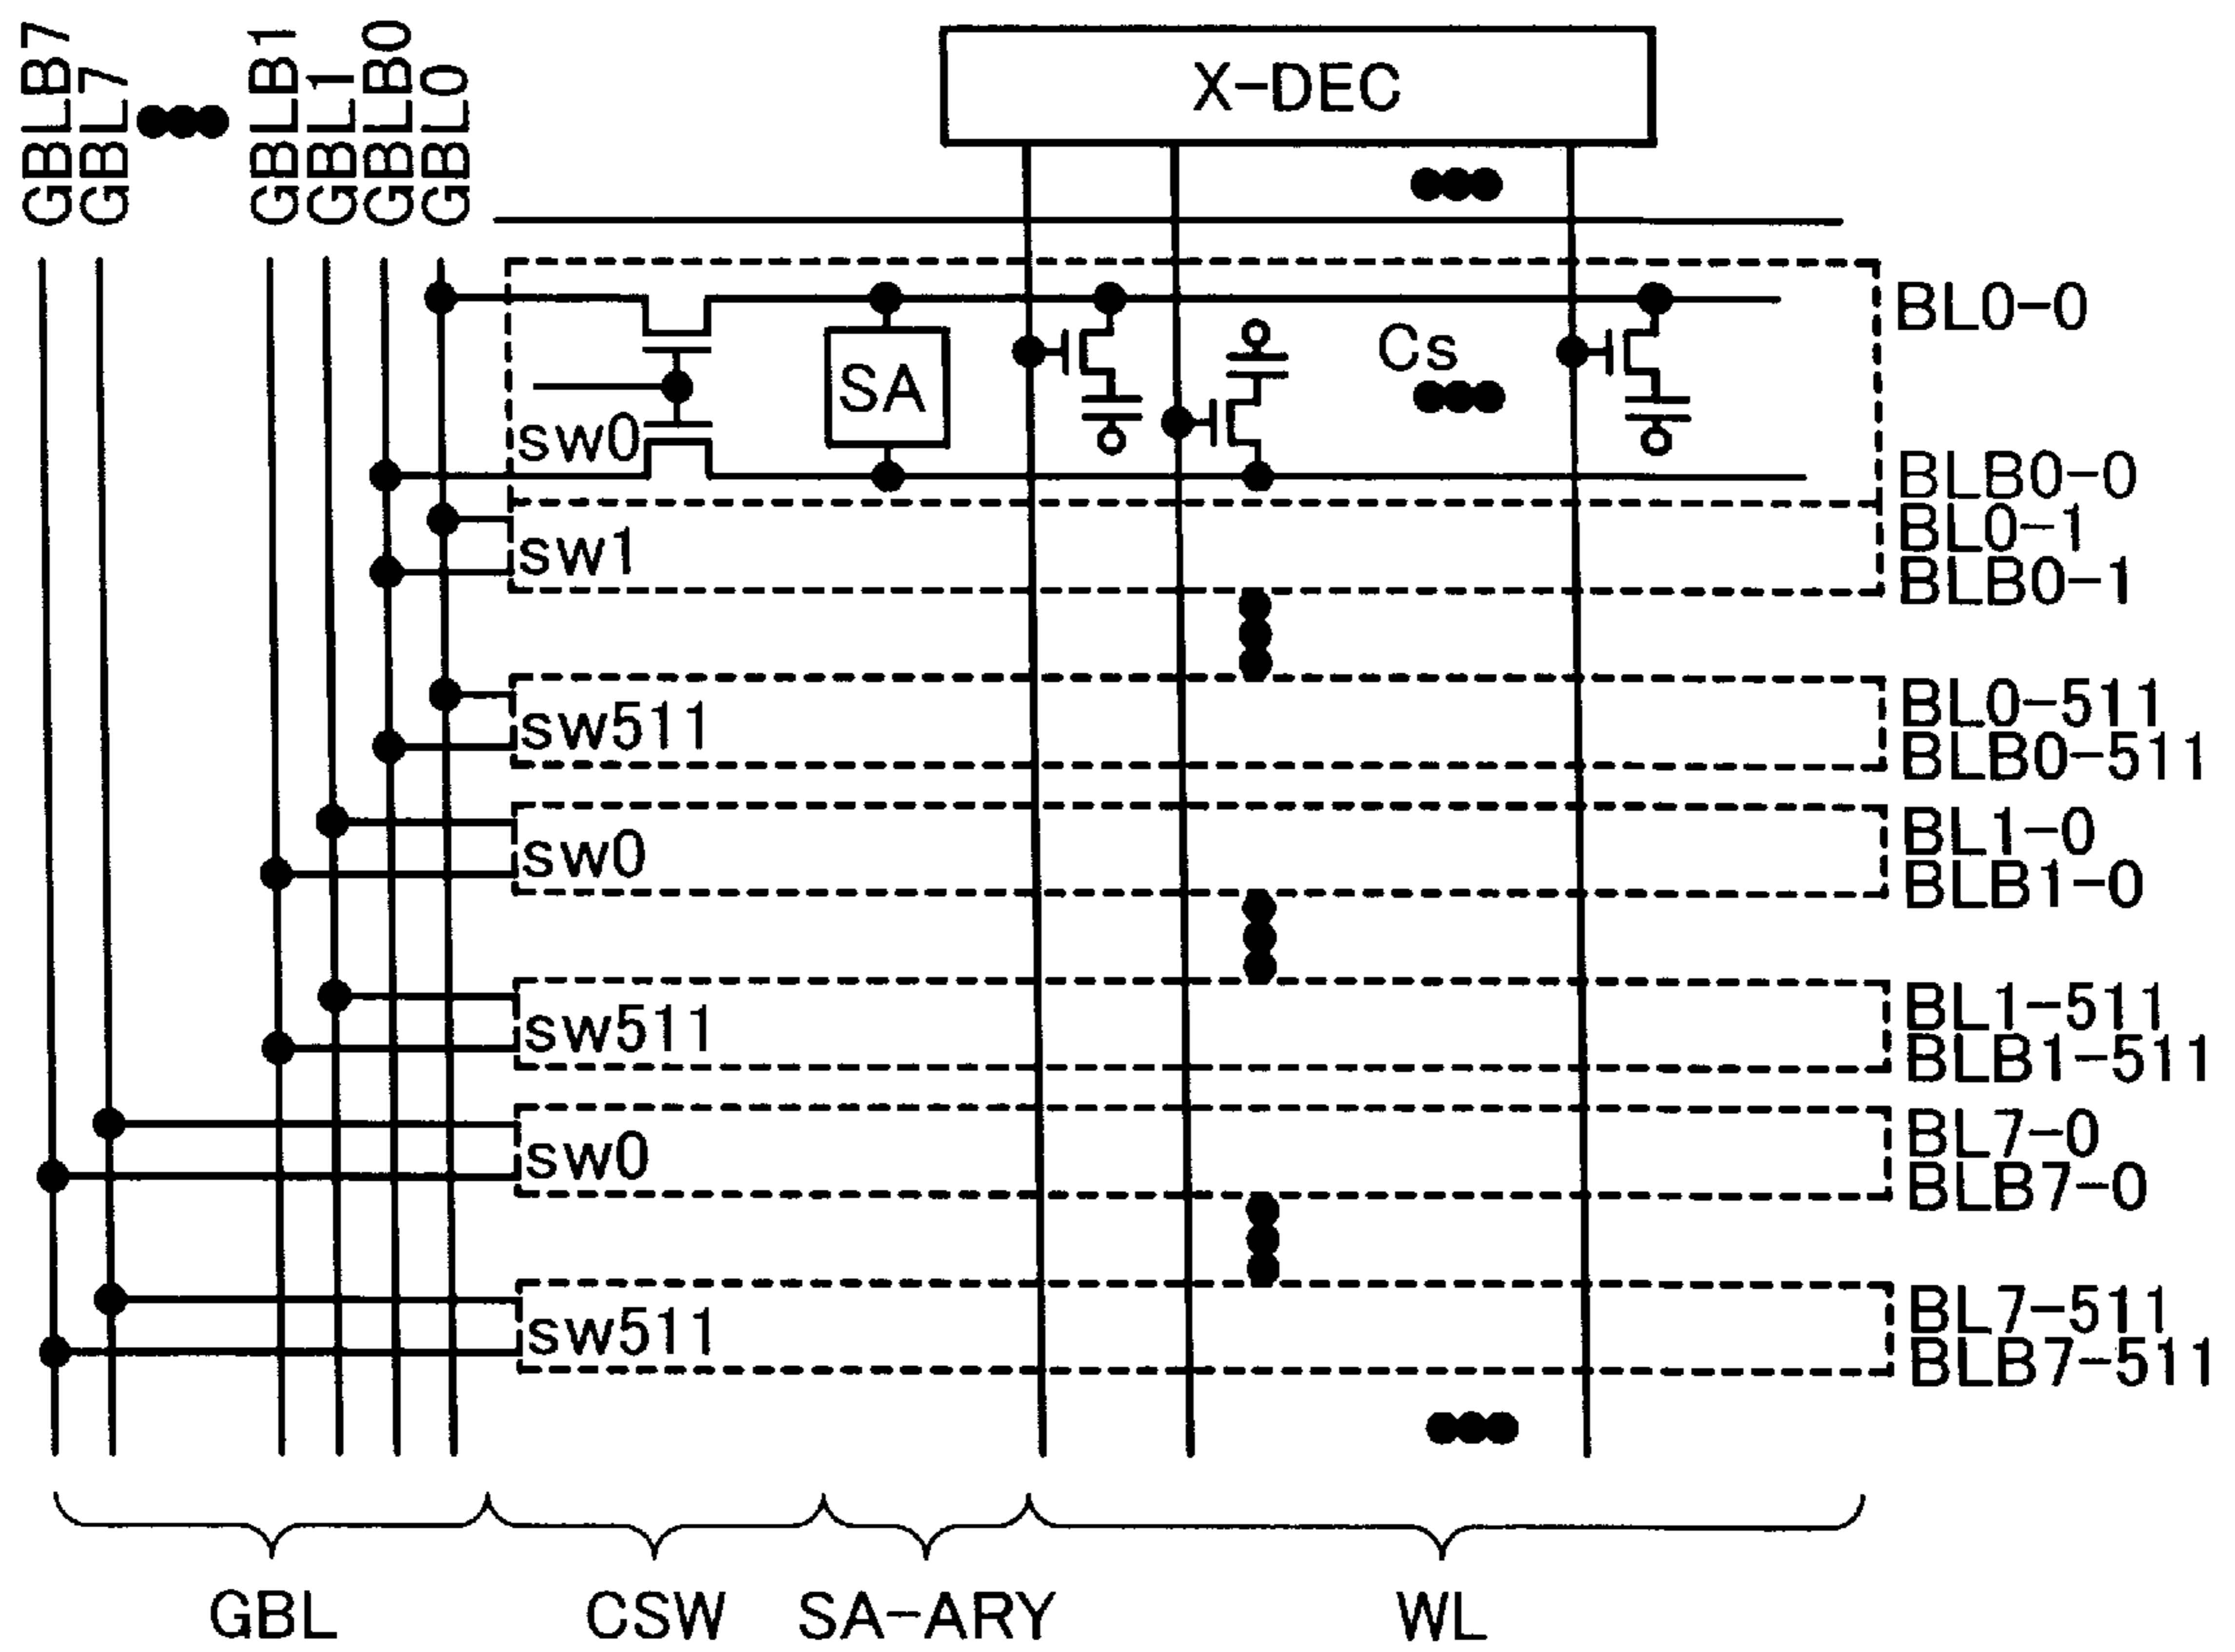 GBLB7
GBL7
GBLB1
GBL1
GBLB0
GBL0
X-DEC
BL0-0
Cs
SA
sw0
BLB0-0
BL0-1
sw1
BLB0-1
BL0-511
sw511
BLB0-511
BL1-0
sw0
BLB1-0
BL1-511
sw511
BLB1-511
BL7-0
sw0
BLB7-0
BL7-511
sw511
BLB7-511
GBL
CSW
SA-ARY
WL